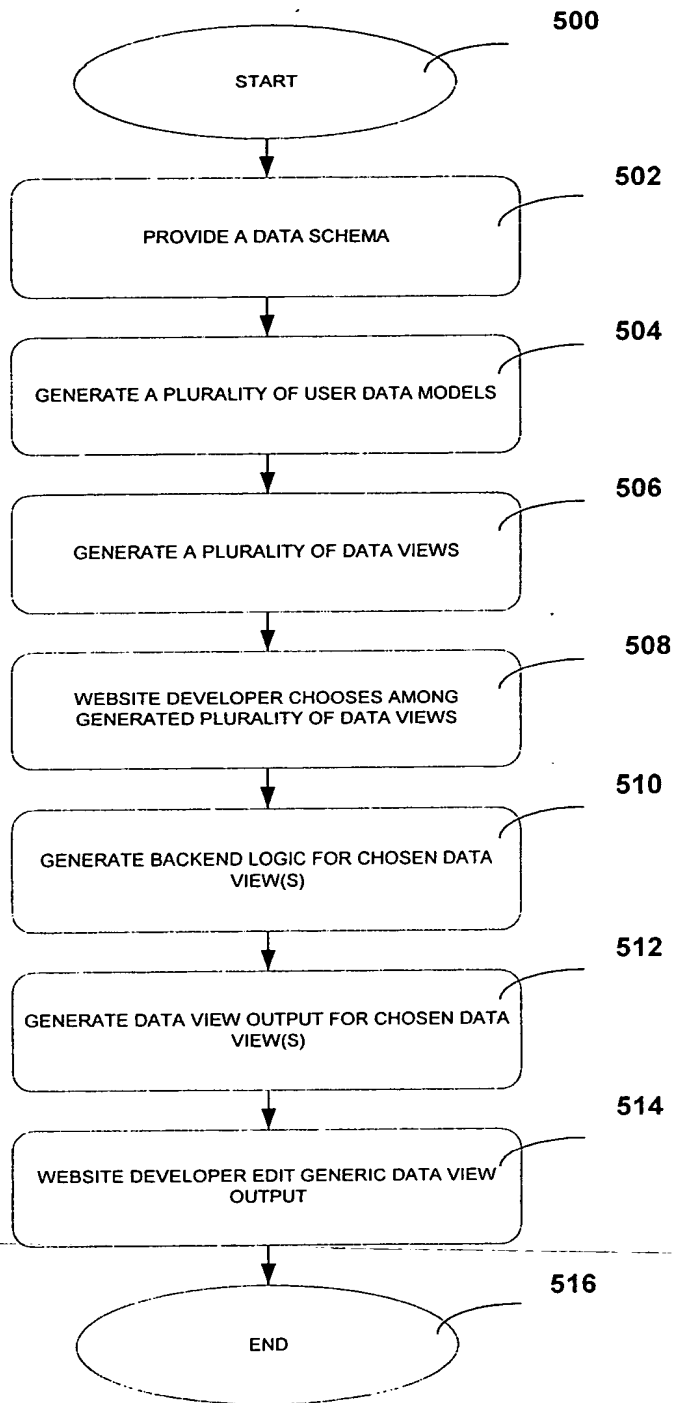 500
START
502
PROVIDE A DATA SCHEMA
504
GENERATE A PLURALITY OF USER DATA MODELS
506
GENERATE A PLURALITY OF DATA VIEWS
508
WEBSITE DEVELOPER CHOOSES AMONG
GENERATED PLURALITY OF DATA VIEWS
510
GENERATE BACKEND LOGIC FOR CHOSEN DATA
VIEW(S)
512
GENERATE DATA VIEW OUTPUT FOR CHOSEN DATA
VIEW(S)
514
WEBSITE DEVELOPER EDIT GENERIC DATA VIEW
OUTPUT
516
END